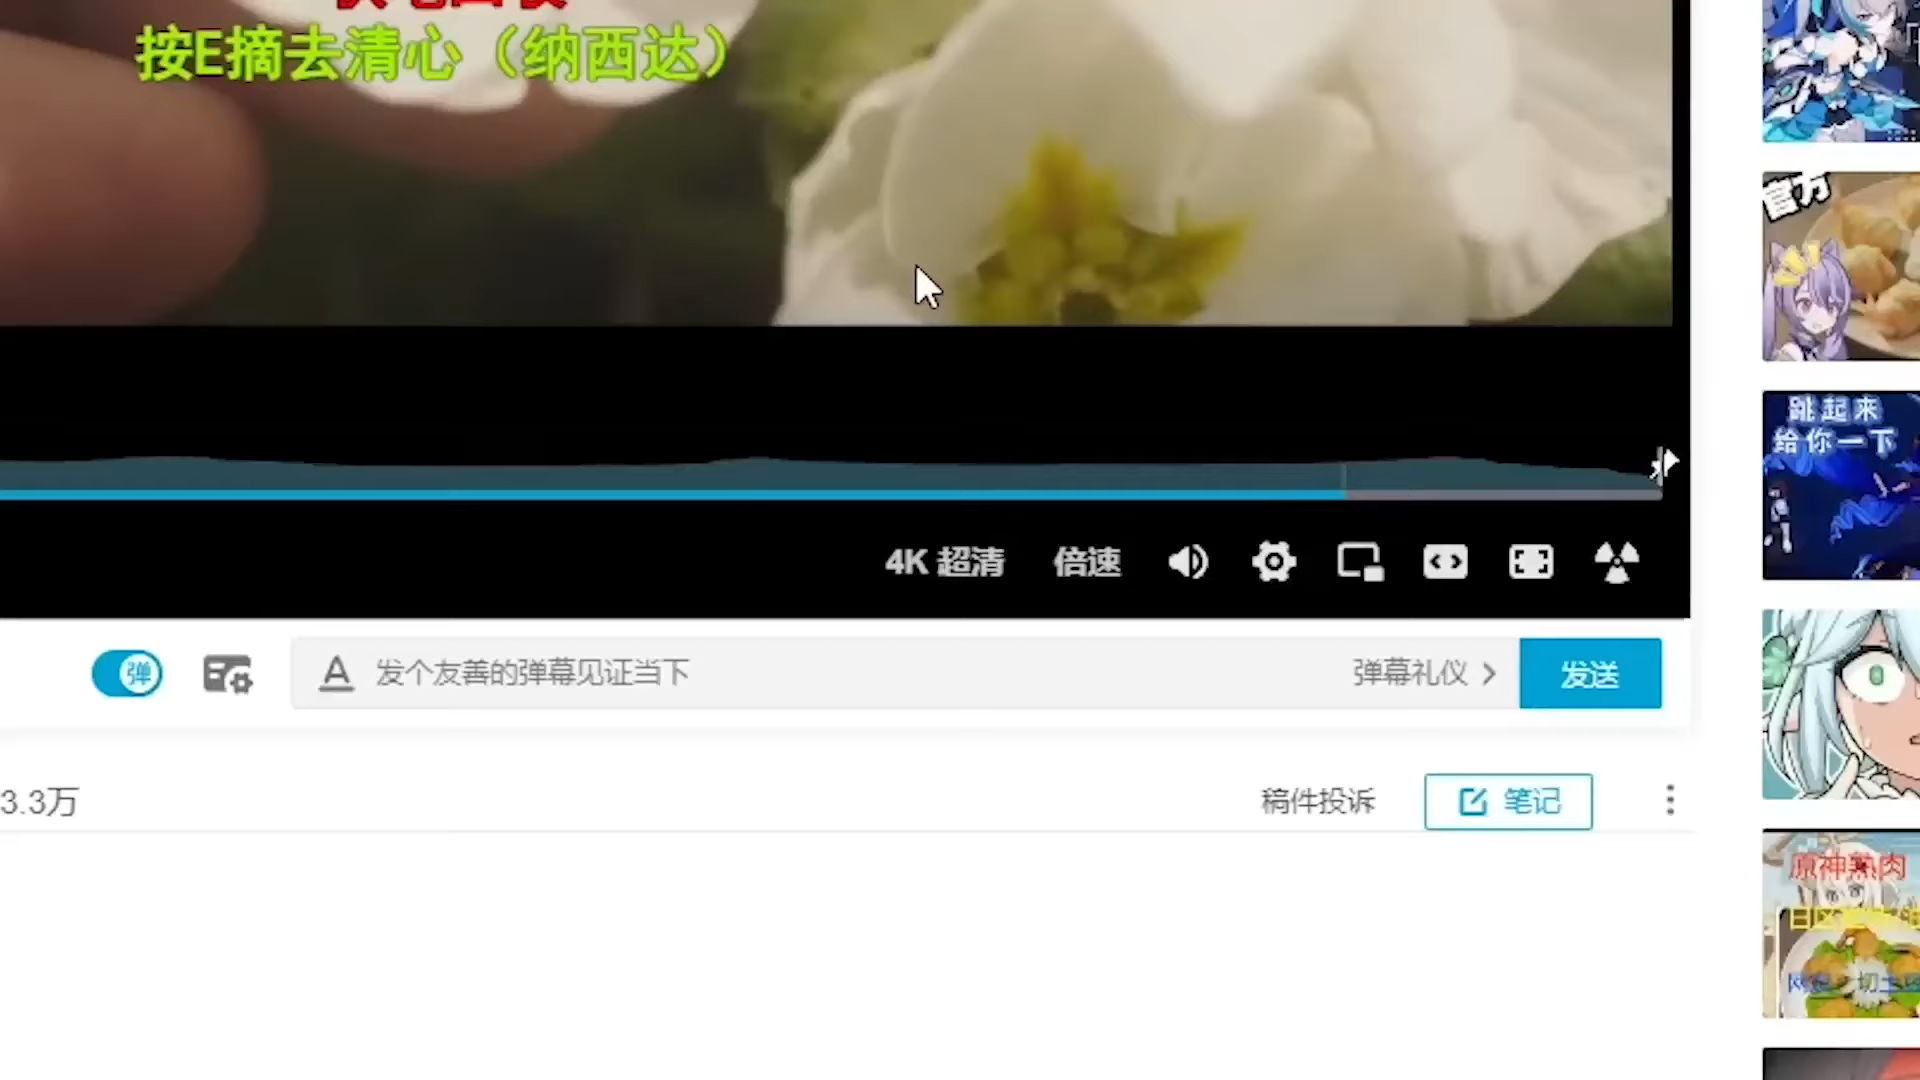 按E摘去清心（纳西达）
官方
跳起来
给你一下
4K 超清
倍速
弹
发个友善的弹幕见证当下
弹幕礼仪
发送
3.3万
稿件投诉
笔记
原神熟肉